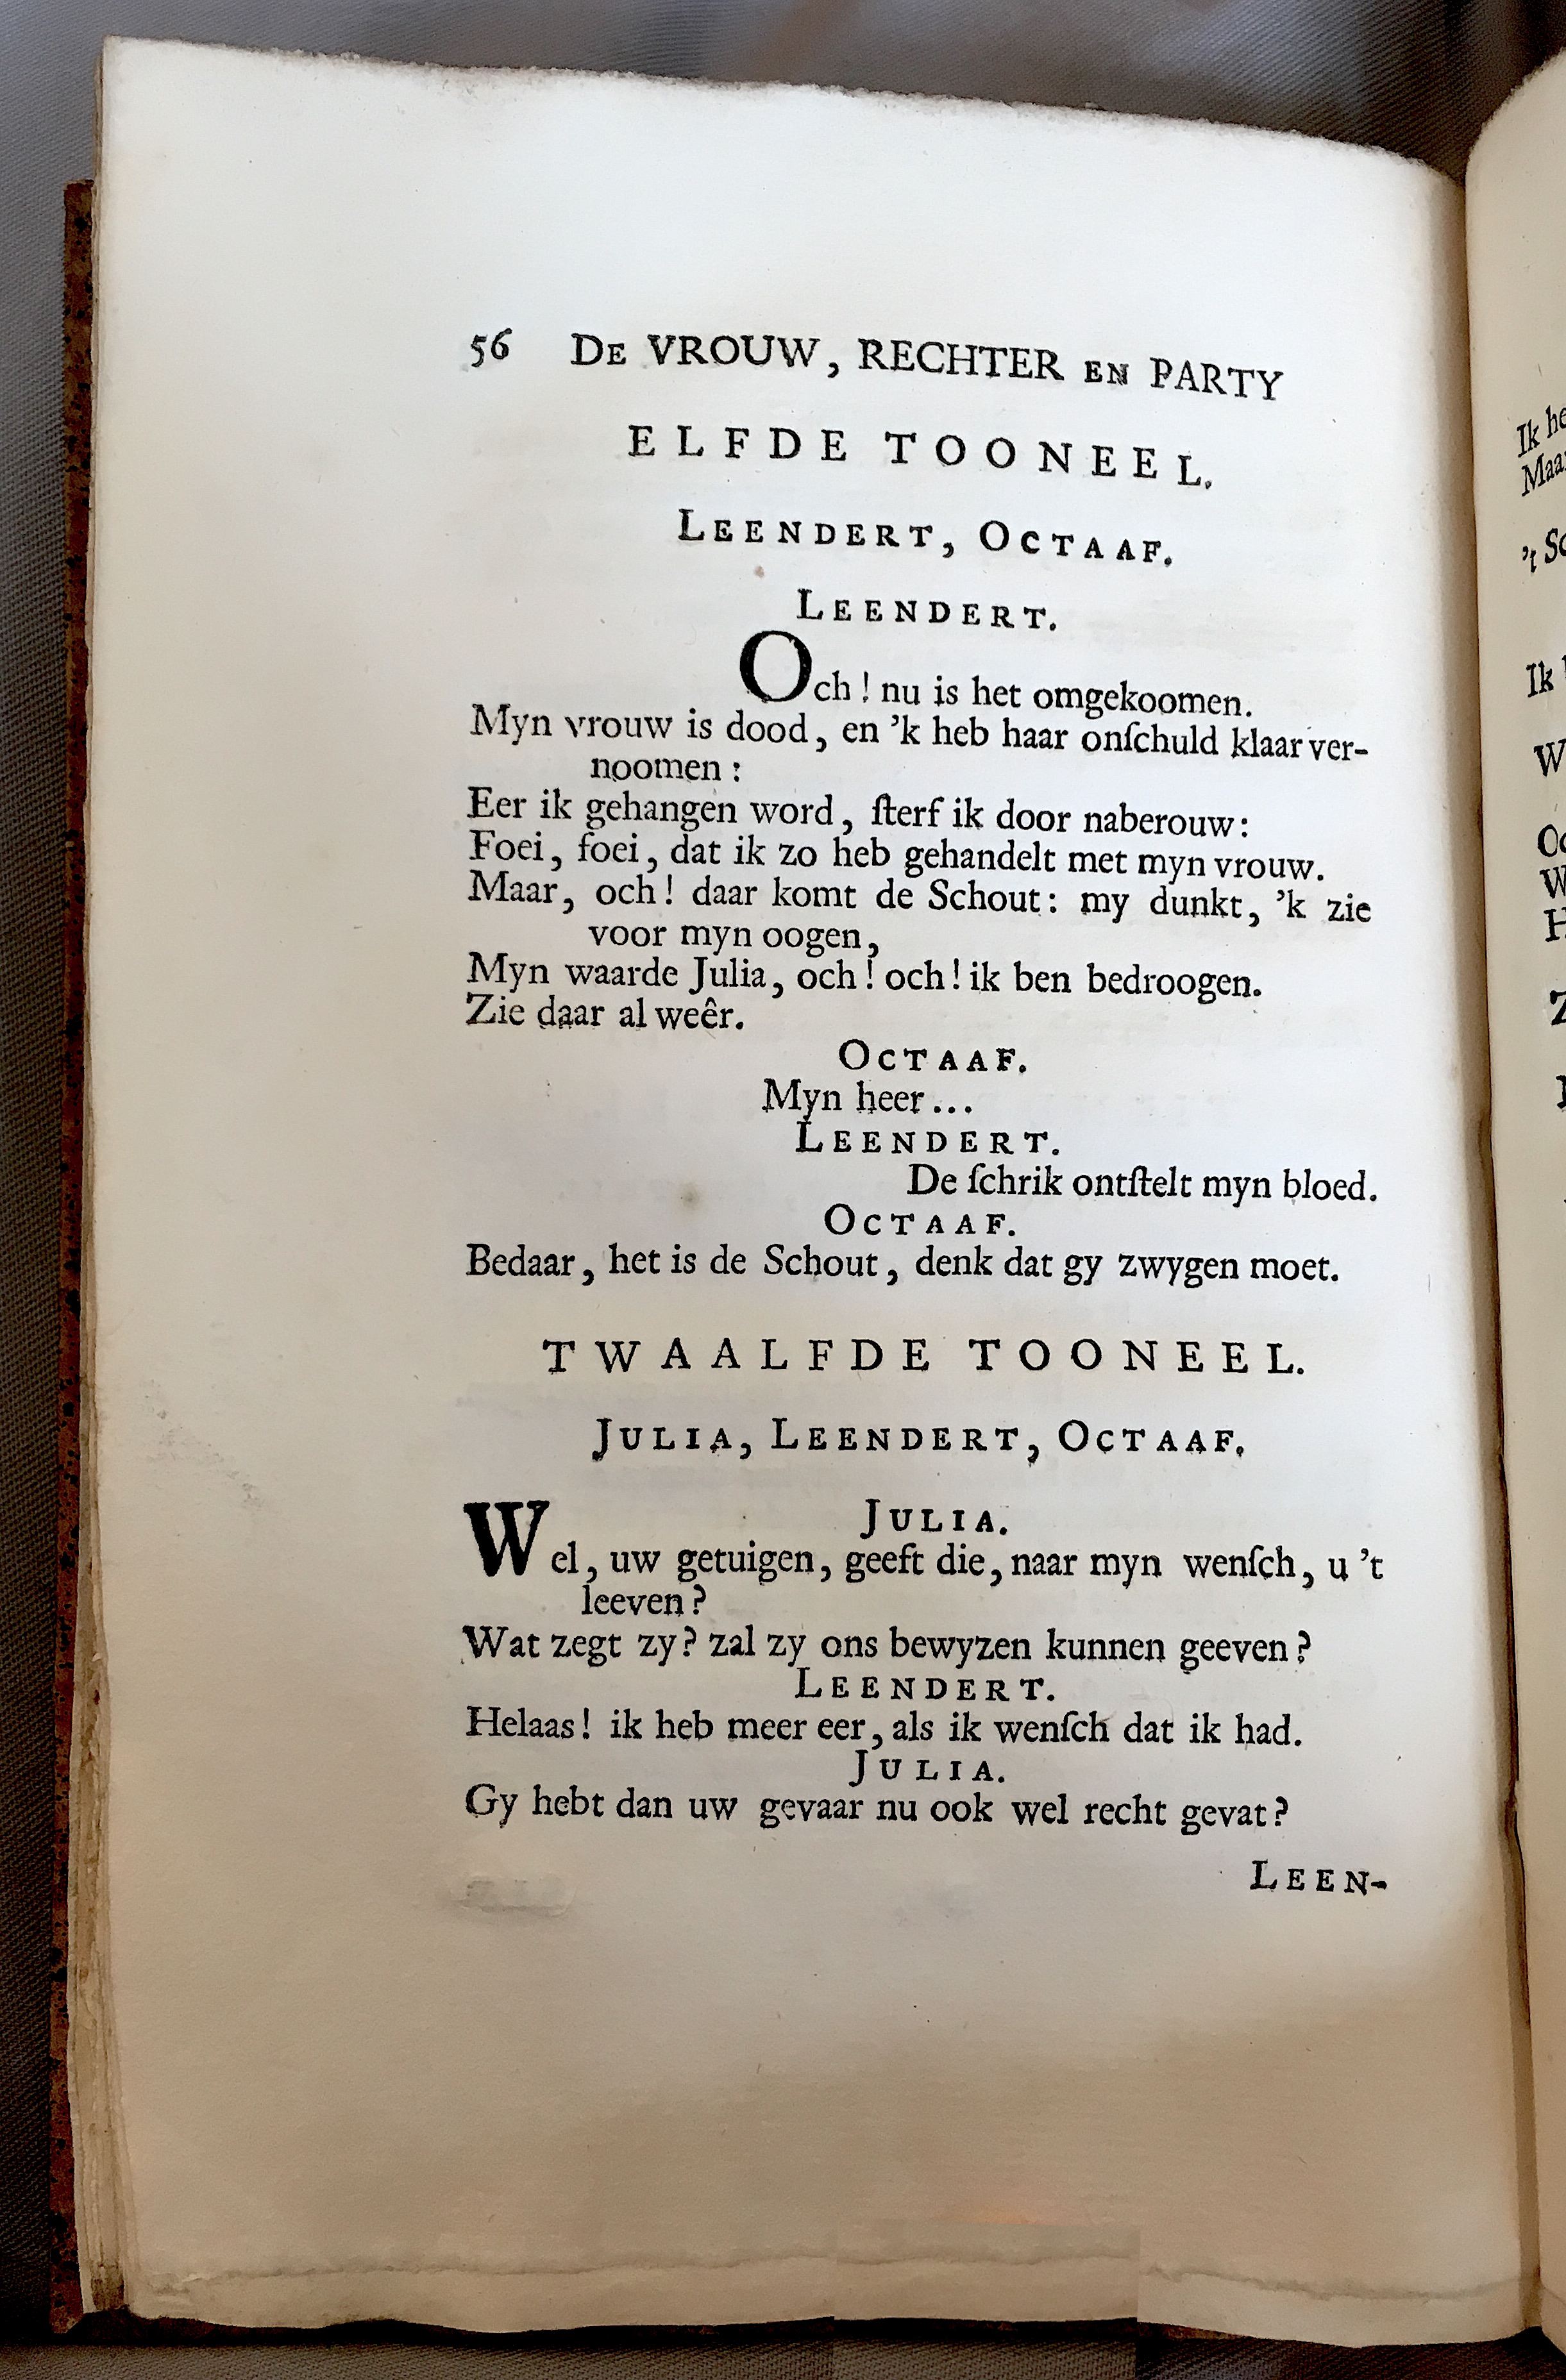 56 DE VROUW, RECHTER EN PARTY
ELFDE TOONEEL.
LEENDERT, OCTAAF.
LEENDERT.
Och! nu is het omgekoomen.
Myn vrouw is dood, en 'k heb haar onſchuld klaar ver-
noomen:
Eer ik gehangen word, ſterf ik door naberouw:
Foei, foei, dat ik zo heb gehandelt met myn vrouw.
Maar, och! daar komt de Schout: my dunkt, 'k zie
voor myn oogen,
Myn waarde Julia, och! och! ik ben bedroogen.
Zie daar al weêr.
OCTAAF.
Myn heer...
LEENDERT.
De ſchrik ontſtelt myn bloed.
OCTAAF.
Bedaar, het is de Schout, denk dat gy zwygen moet.
TWAALFDE TOONEEL.
JULIA, LEENDERT, OCTAAF.
JULIA.
Wel, uw getuigen, geeft die, naar myn wenſch, u 't
leeven?
Wat zegt zy? zal zy ons bewyzen kunnen geeven?
LEENDERT.
Helaas! ik heb meer eer, als ik wenſch dat ik had.
JULIA.
Gy hebt dan uw gevaar nu ook wel recht gevat?
LEEN-